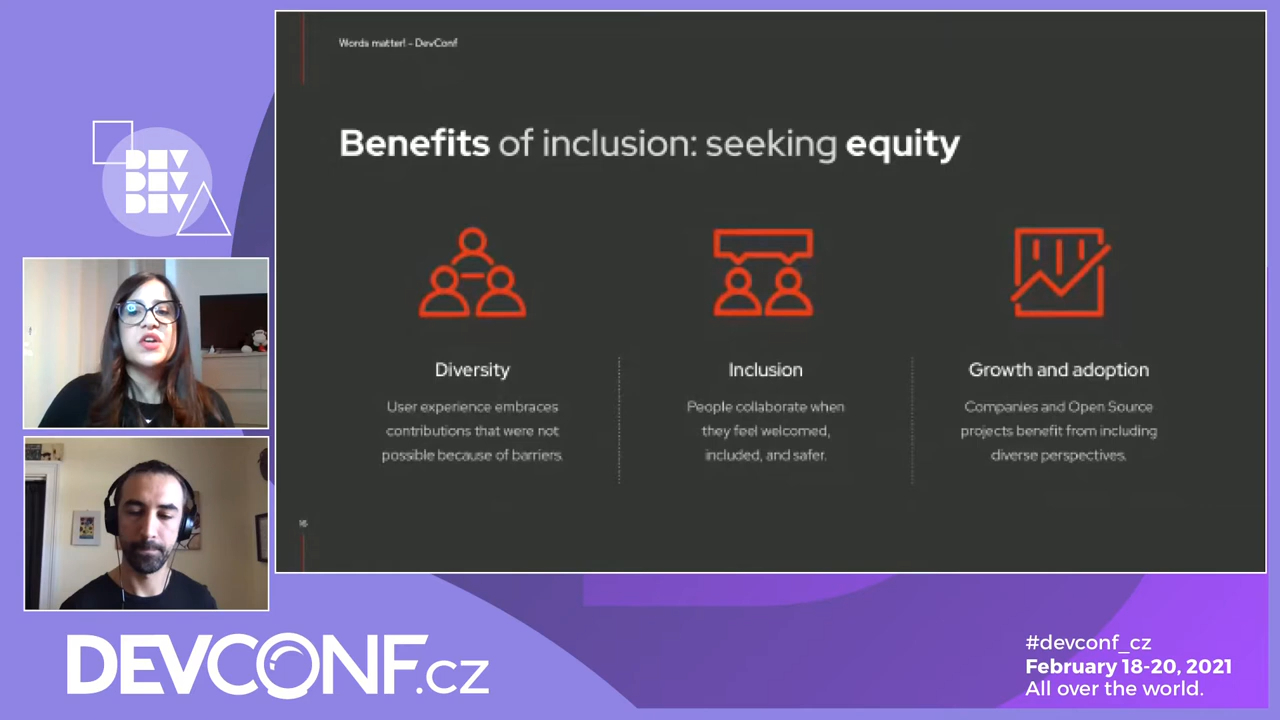 Words matter! - DevConf
Benefits of inclusion: seeking equity
Diversity
User experience embraces
contributions that were not
possible because of barriers.
Inclusion
People collaborate when
they feel welcomed,
included, and safer.
Growth and adoption
Companies and Open Source
projects benefit from including
diverse perspectives.
16
DEV
DEV
DEV
DEVCONF.cz
#devconf_cz
February 18-20, 2021
All over the world.